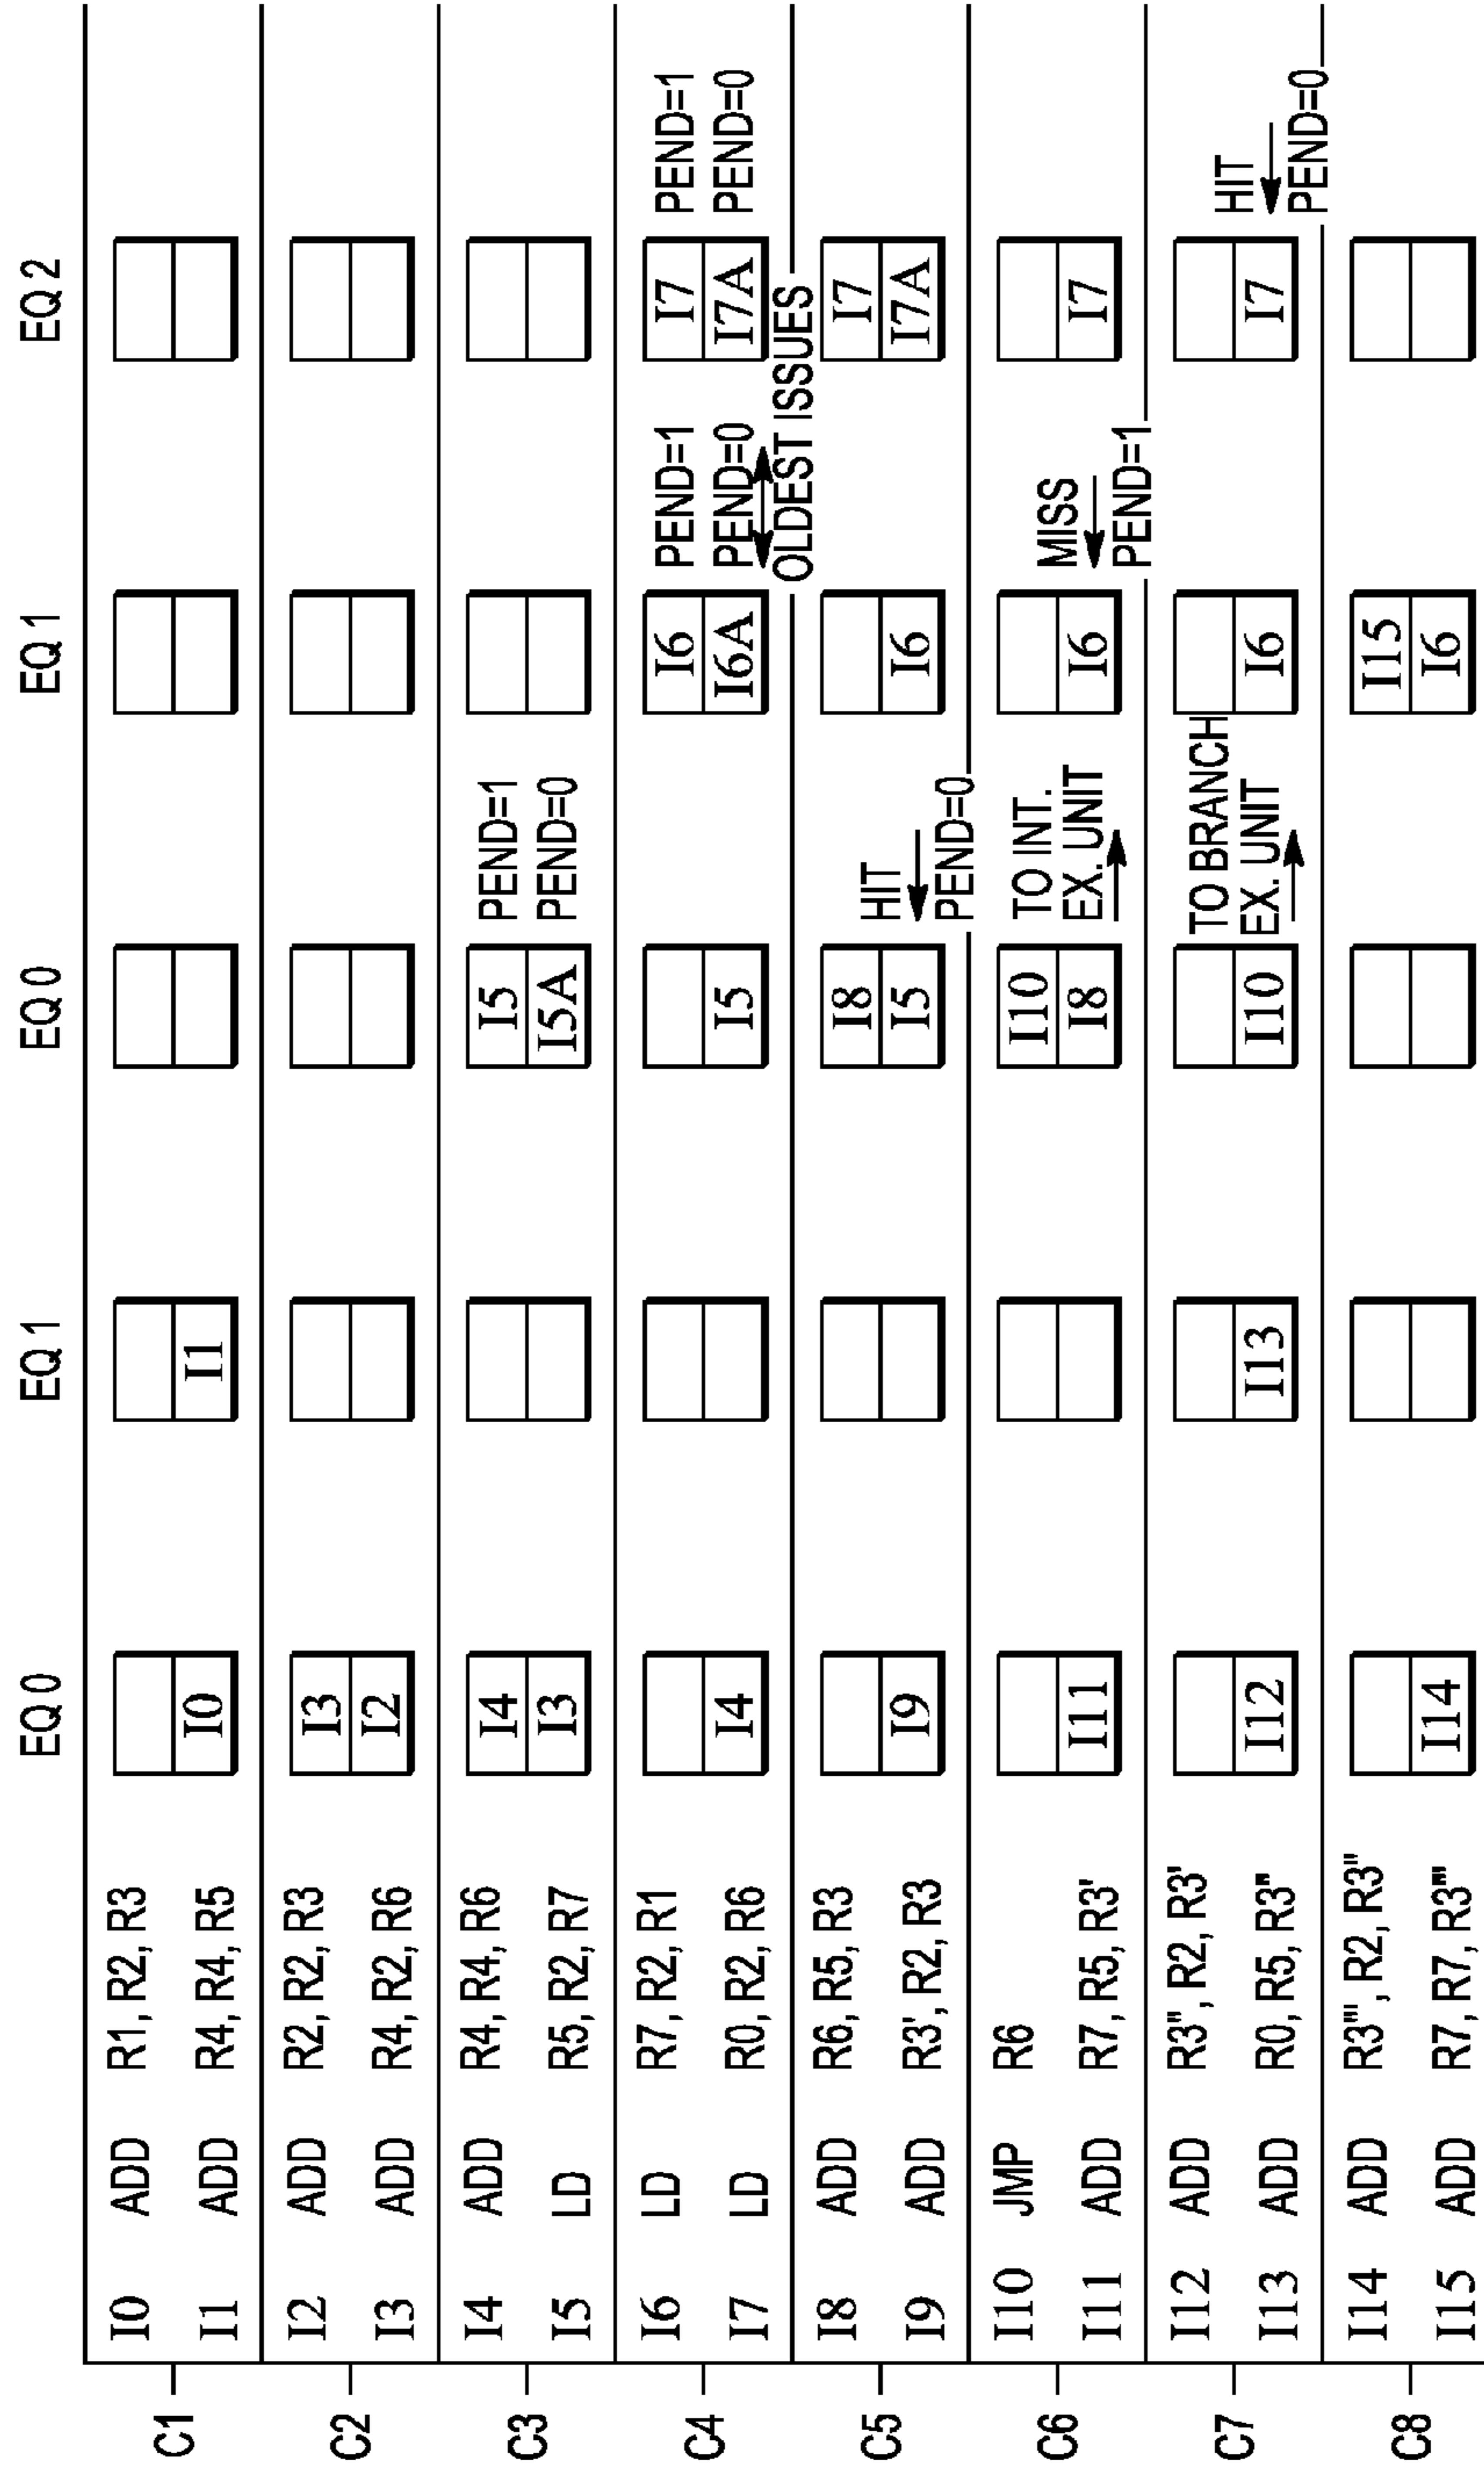 EQ 0 EQ 1 EQ 0 EQ 1 EQ 2
C1
I0 ADD R1, R2, R3
I1 ADD R4, R4, R5 I0 I1
C2
I2 ADD R2, R2, R3 I3
I3 ADD R4, R2, R6 I2
C3
I4 ADD R4, R4, R6 I4 I5 PEND=1
I5 LD R5, R2, R7 I3 I5A PEND=0
C4
I6 LD R7, R2, R1 I6 PEND=1 I7 PEND=1
I7 LD R0, R2, R6 I4 I5 I6A PEND=0 I7A PEND=0
OLDEST ISSUES
C5
I8 ADD R6, R5, R3 I8 HIT I7
I9 ADD R3', R2, R3 I9 I5 PEND=0 I6 I7A
C6
I10 JMP R6 I10 TO INT. MISS
I11 ADD R7, R5, R3' I11 I8 EX. UNIT I6 PEND=1 I7
C7
I12 ADD R3", R2, R3' TO BRANCH HIT
I13 ADD R0, R5, R3" I12 I13 I10 EX. UNIT I6 I7 PEND=0
C8
I14 ADD R3''', R2, R3" I15
I15 ADD R7, R7, R3''' I14 I6